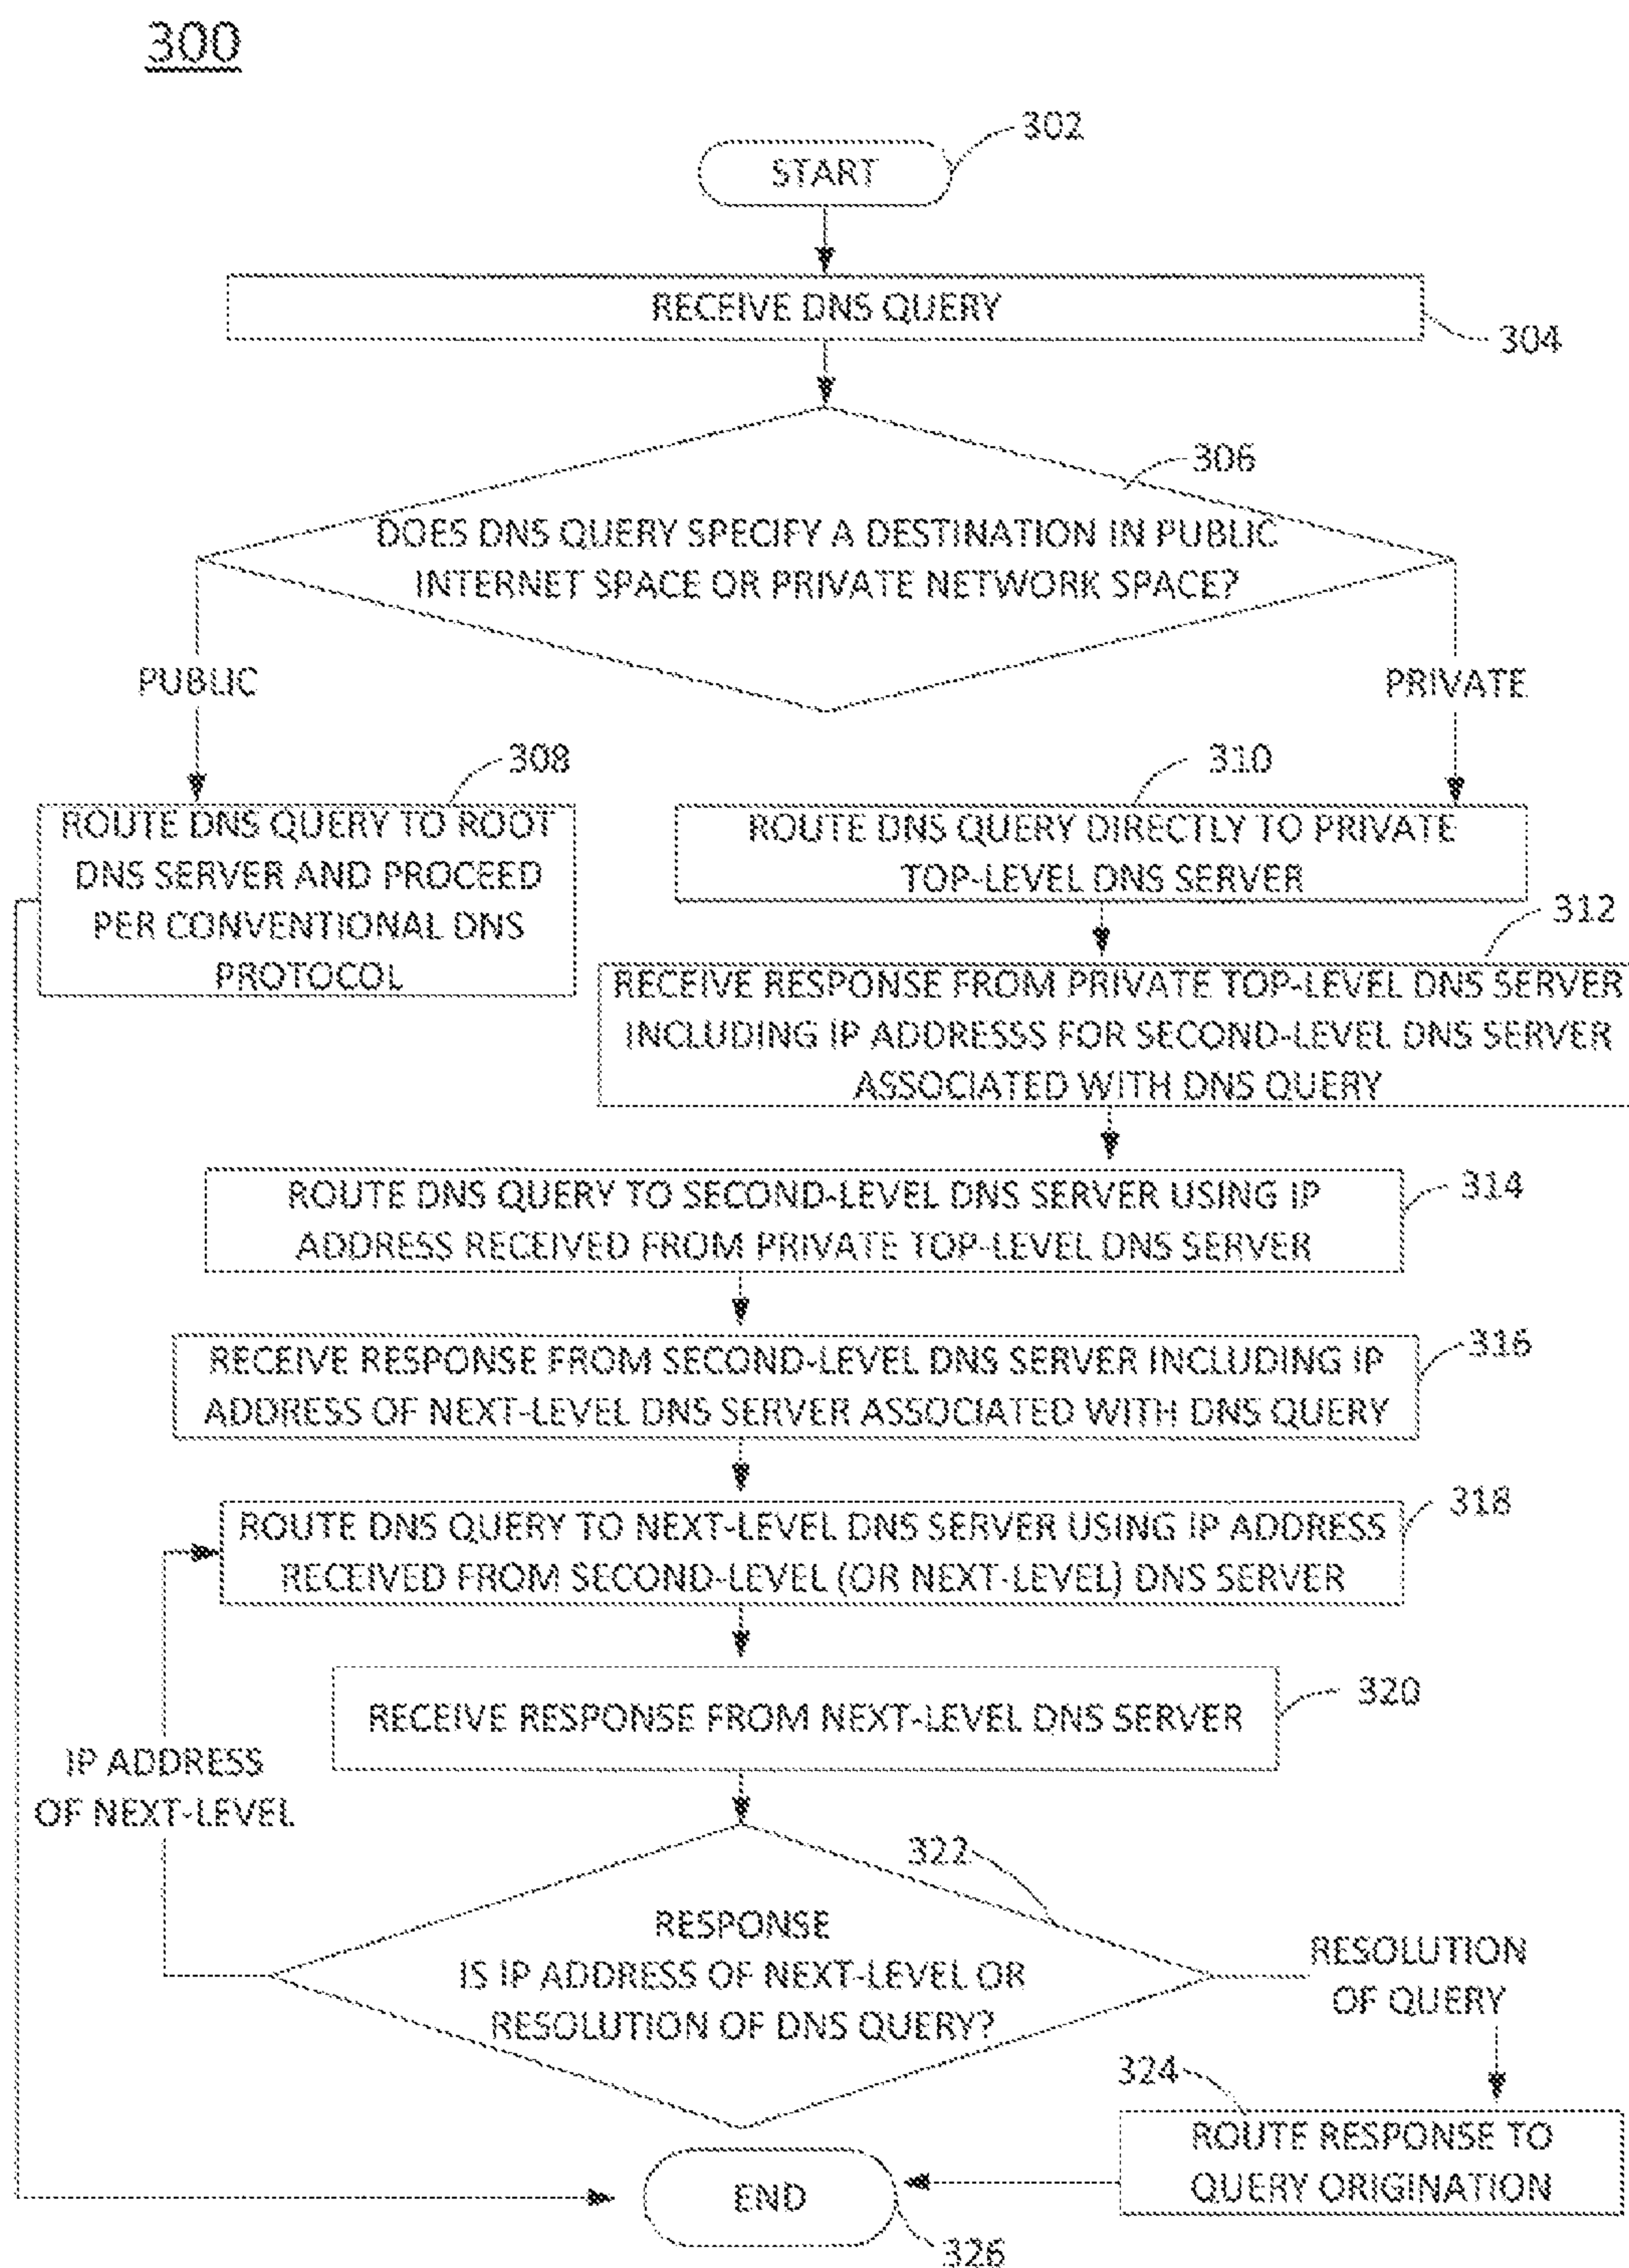 300
302
START
RECEIVE DNS QUERY
304
306
DOES DNS QUERY SPECIFY A DESTINATION IN PUBLIC
INTERNET SPACE OR PRIVATE NETWORK SPACE?
PUBLIC
PRIVATE
308
ROUTE DNS QUERY TO ROOT
DNS SERVER AND PROCEED
PER CONVENTIONAL DNS
PROTOCOL
310
ROUTE DNS QUERY DIRECTLY TO PRIVATE
TOP-LEVEL DNS SERVER
312
RECEIVE RESPONSE FROM PRIVATE TOP-LEVEL DNS SERVER
INCLUDING IP ADDRESSS FOR SECOND-LEVEL DNS SERVER
ASSOCIATED WITH DNS QUERY
314
ROUTE DNS QUERY TO SECOND-LEVEL DNS SERVER USING IP
ADDRESS RECEIVED FROM PRIVATE TOP-LEVEL DNS SERVER
316
RECEIVE RESPONSE FROM SECOND-LEVEL DNS SERVER INCLUDING IP
ADDRESS OF NEXT-LEVEL DNS SERVER ASSOCIATED WITH DNS QUERY
318
ROUTE DNS QUERY TO NEXT-LEVEL DNS SERVER USING IP ADDRESS
RECEIVED FROM SECOND-LEVEL (OR NEXT-LEVEL) DNS SERVER
320
RECEIVE RESPONSE FROM NEXT-LEVEL DNS SERVER
IP ADDRESS
OF NEXT-LEVEL
322
RESPONSE
IS IP ADDRESS OF NEXT-LEVEL OR
RESOLUTION OF DNS QUERY?
RESOLUTION
OF QUERY
324
ROUTE RESPONSE TO
QUERY ORIGINATION
END
326